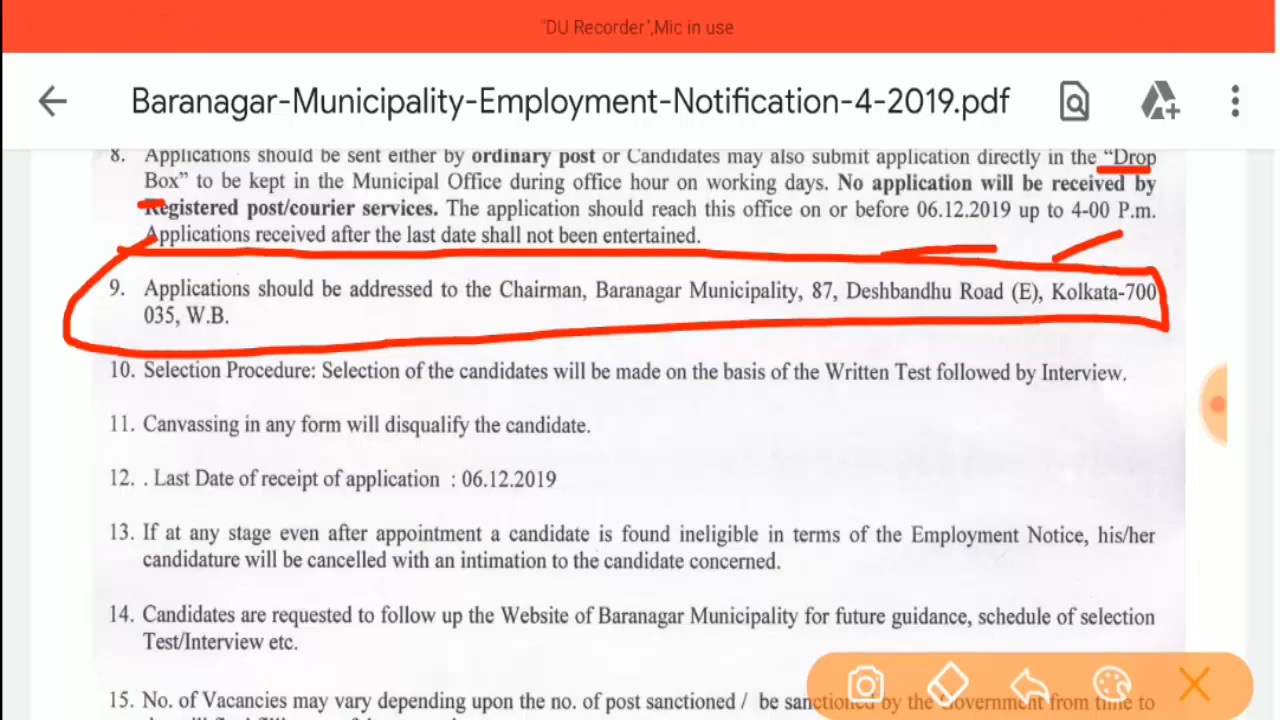 "DU Recorder",Mic in use
Baranagar-Municipality-Employment-Notification-4-2019.pdf
8. Applications should be sent either by ordinary post or Candidates may also submit application directly in the “Drop
Box” to be kept in the Municipal Office during office hour on working days. No application will be received by
Registered post/courier services. The application should reach this office on or before 06.12.2019 up to 4-00 P.m.
Applications received after the last date shall not been entertained.
9. Applications should be addressed to the Chairman, Baranagar Municipality, 87, Deshbandhu Road (E), Kolkata-700
035, W.B.
10. Selection Procedure: Selection of the candidates will be made on the basis of the Written Test followed by Interview.
11. Canvassing in any form will disqualify the candidate.
12. . Last Date of receipt of application : 06.12.2019
13. If at any stage even after appointment a candidate is found ineligible in terms of the Employment Notice, his/her
candidature will be cancelled with an intimation to the candidate concerned.
14. Candidates are requested to follow up the Website of Baranagar Municipality for future guidance, schedule of selection
Test/Interview etc.
15. No. of Vacancies may vary depending upon the no. of post sanctioned / be sanctioned by the Government from time to